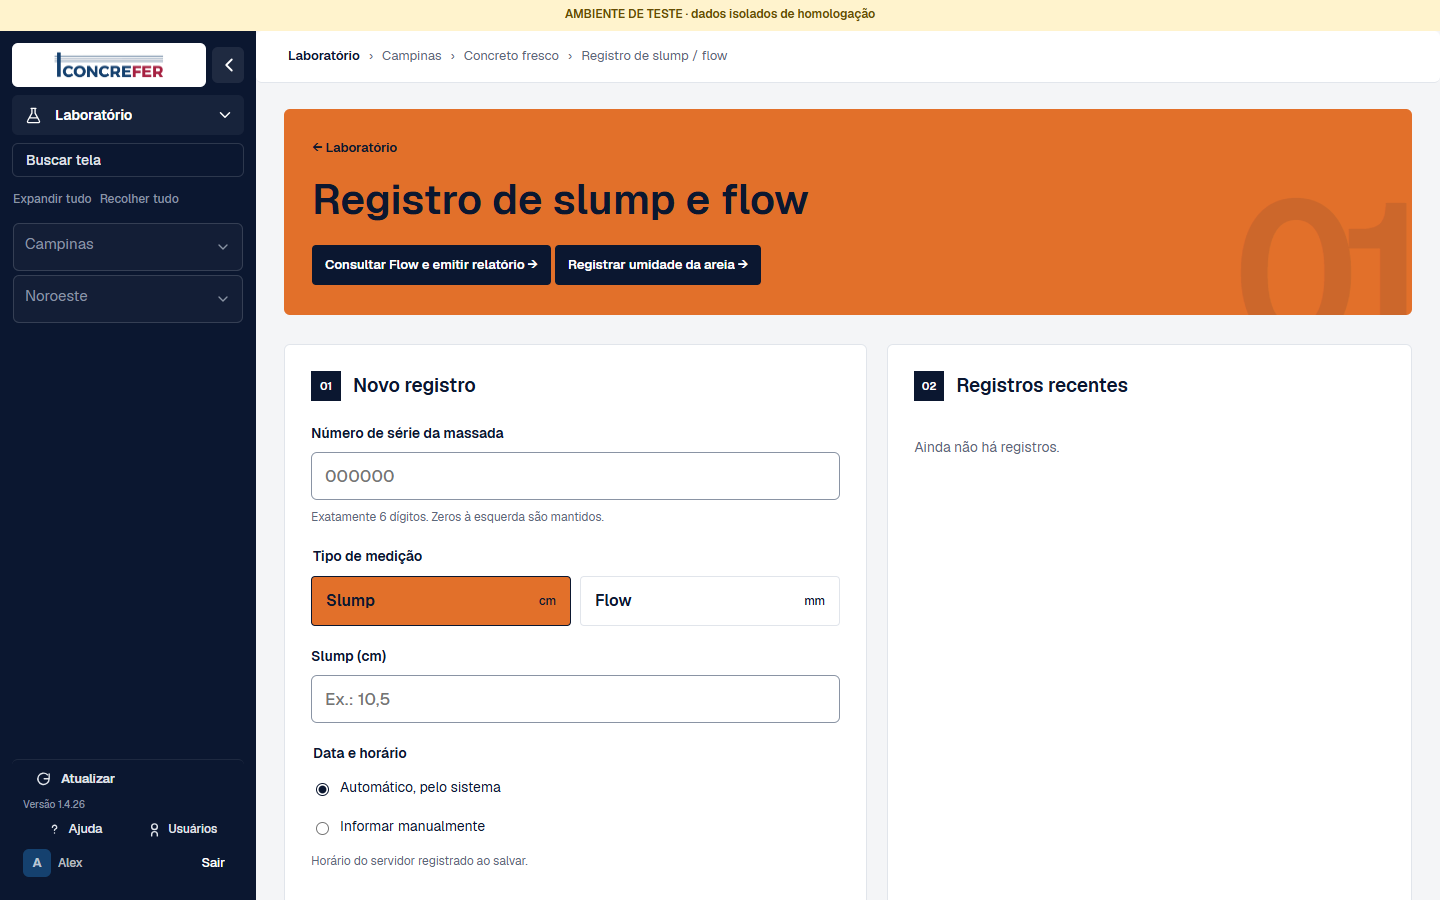 AMBIENTE DE TESTE · dados isolados de homologação
CONCREFER
Laboratório
Buscar tela
Expandir tudo Recolher tudo
Campinas
Noroeste
Atualizar
Versão 1.4.26
? Ajuda
Usuários
A Alex
Sair
Laboratório › Campinas › Concreto fresco › Registro de slump / flow
← Laboratório
Registro de slump e flow
Consultar Flow e emitir relatório →
Registrar umidade da areia →
01
01 Novo registro
Número de série da massada
000000
Exatamente 6 dígitos. Zeros à esquerda são mantidos.
Tipo de medição
Slump cm
Flow mm
Slump (cm)
Ex.: 10,5
Data e horário
Automático, pelo sistema
Informar manualmente
Horário do servidor registrado ao salvar.
02 Registros recentes
Ainda não há registros.